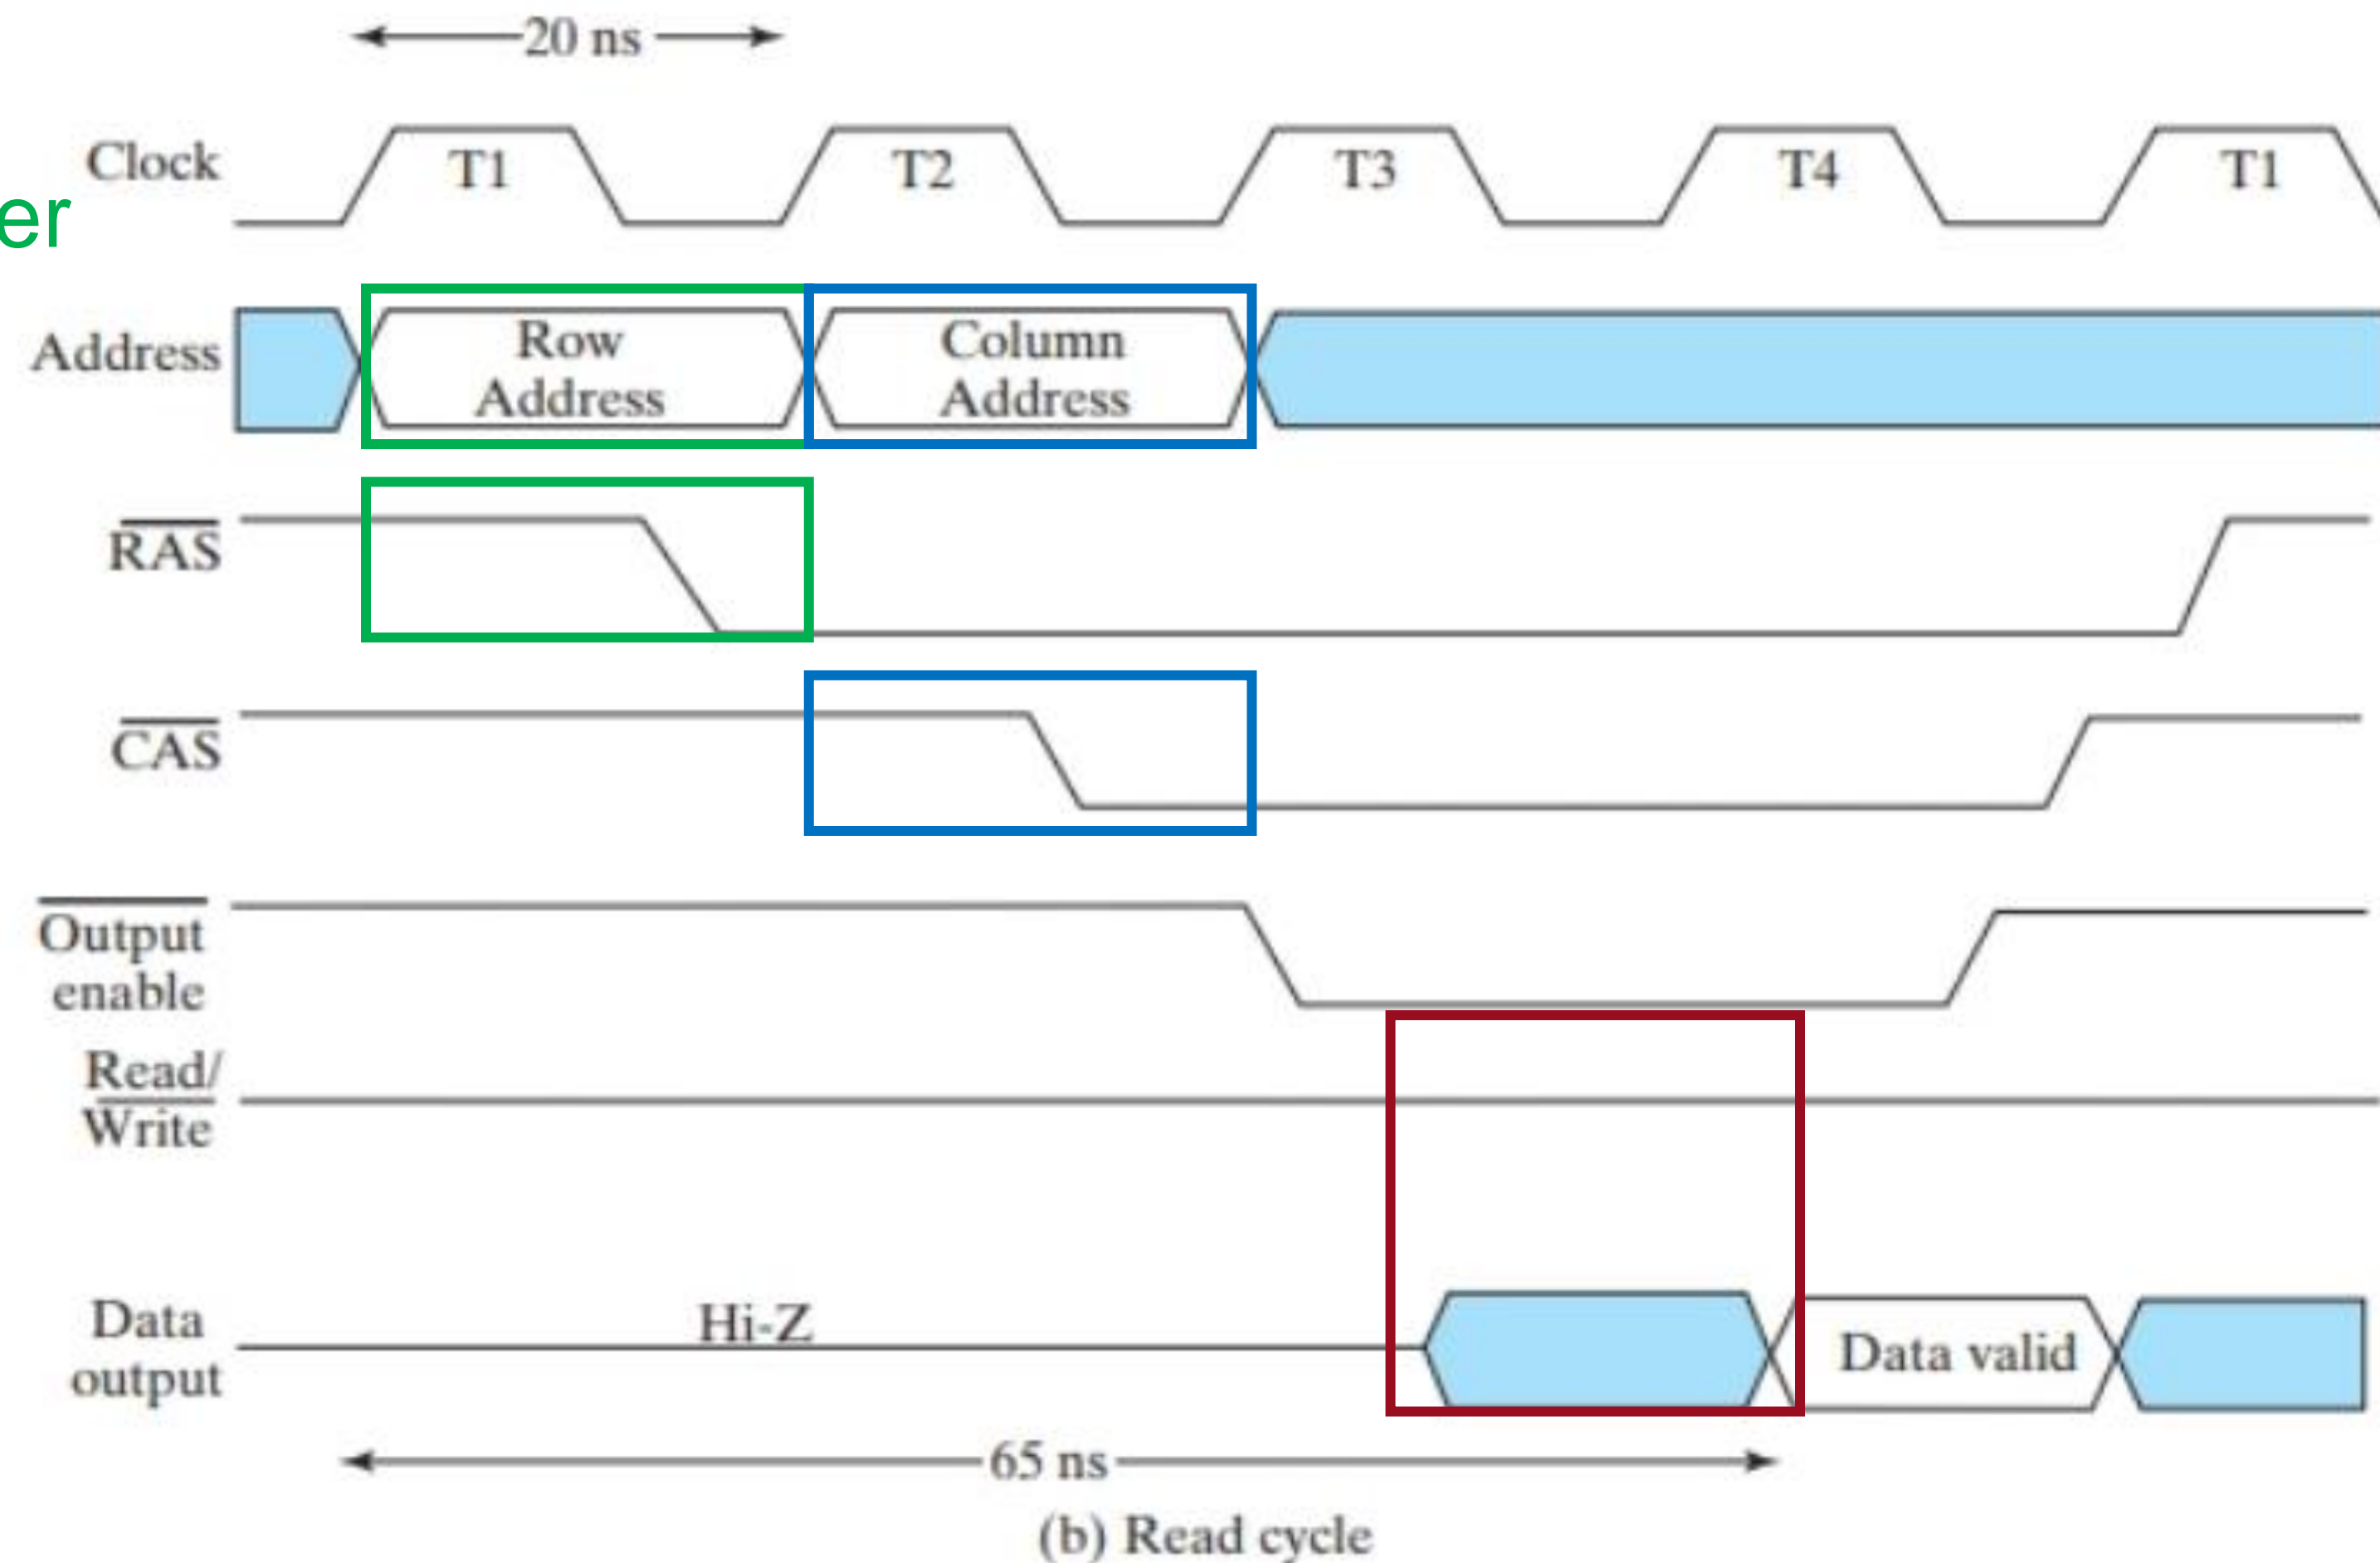 20 ns
Clock
T1
T2
T3
T4
T1
er
Address
Row
Address
Column
Address
RAS
CAS
Output
enable
Read/
Write
Data
output
Hi-Z
Data valid
65 ns
(b) Read cycle